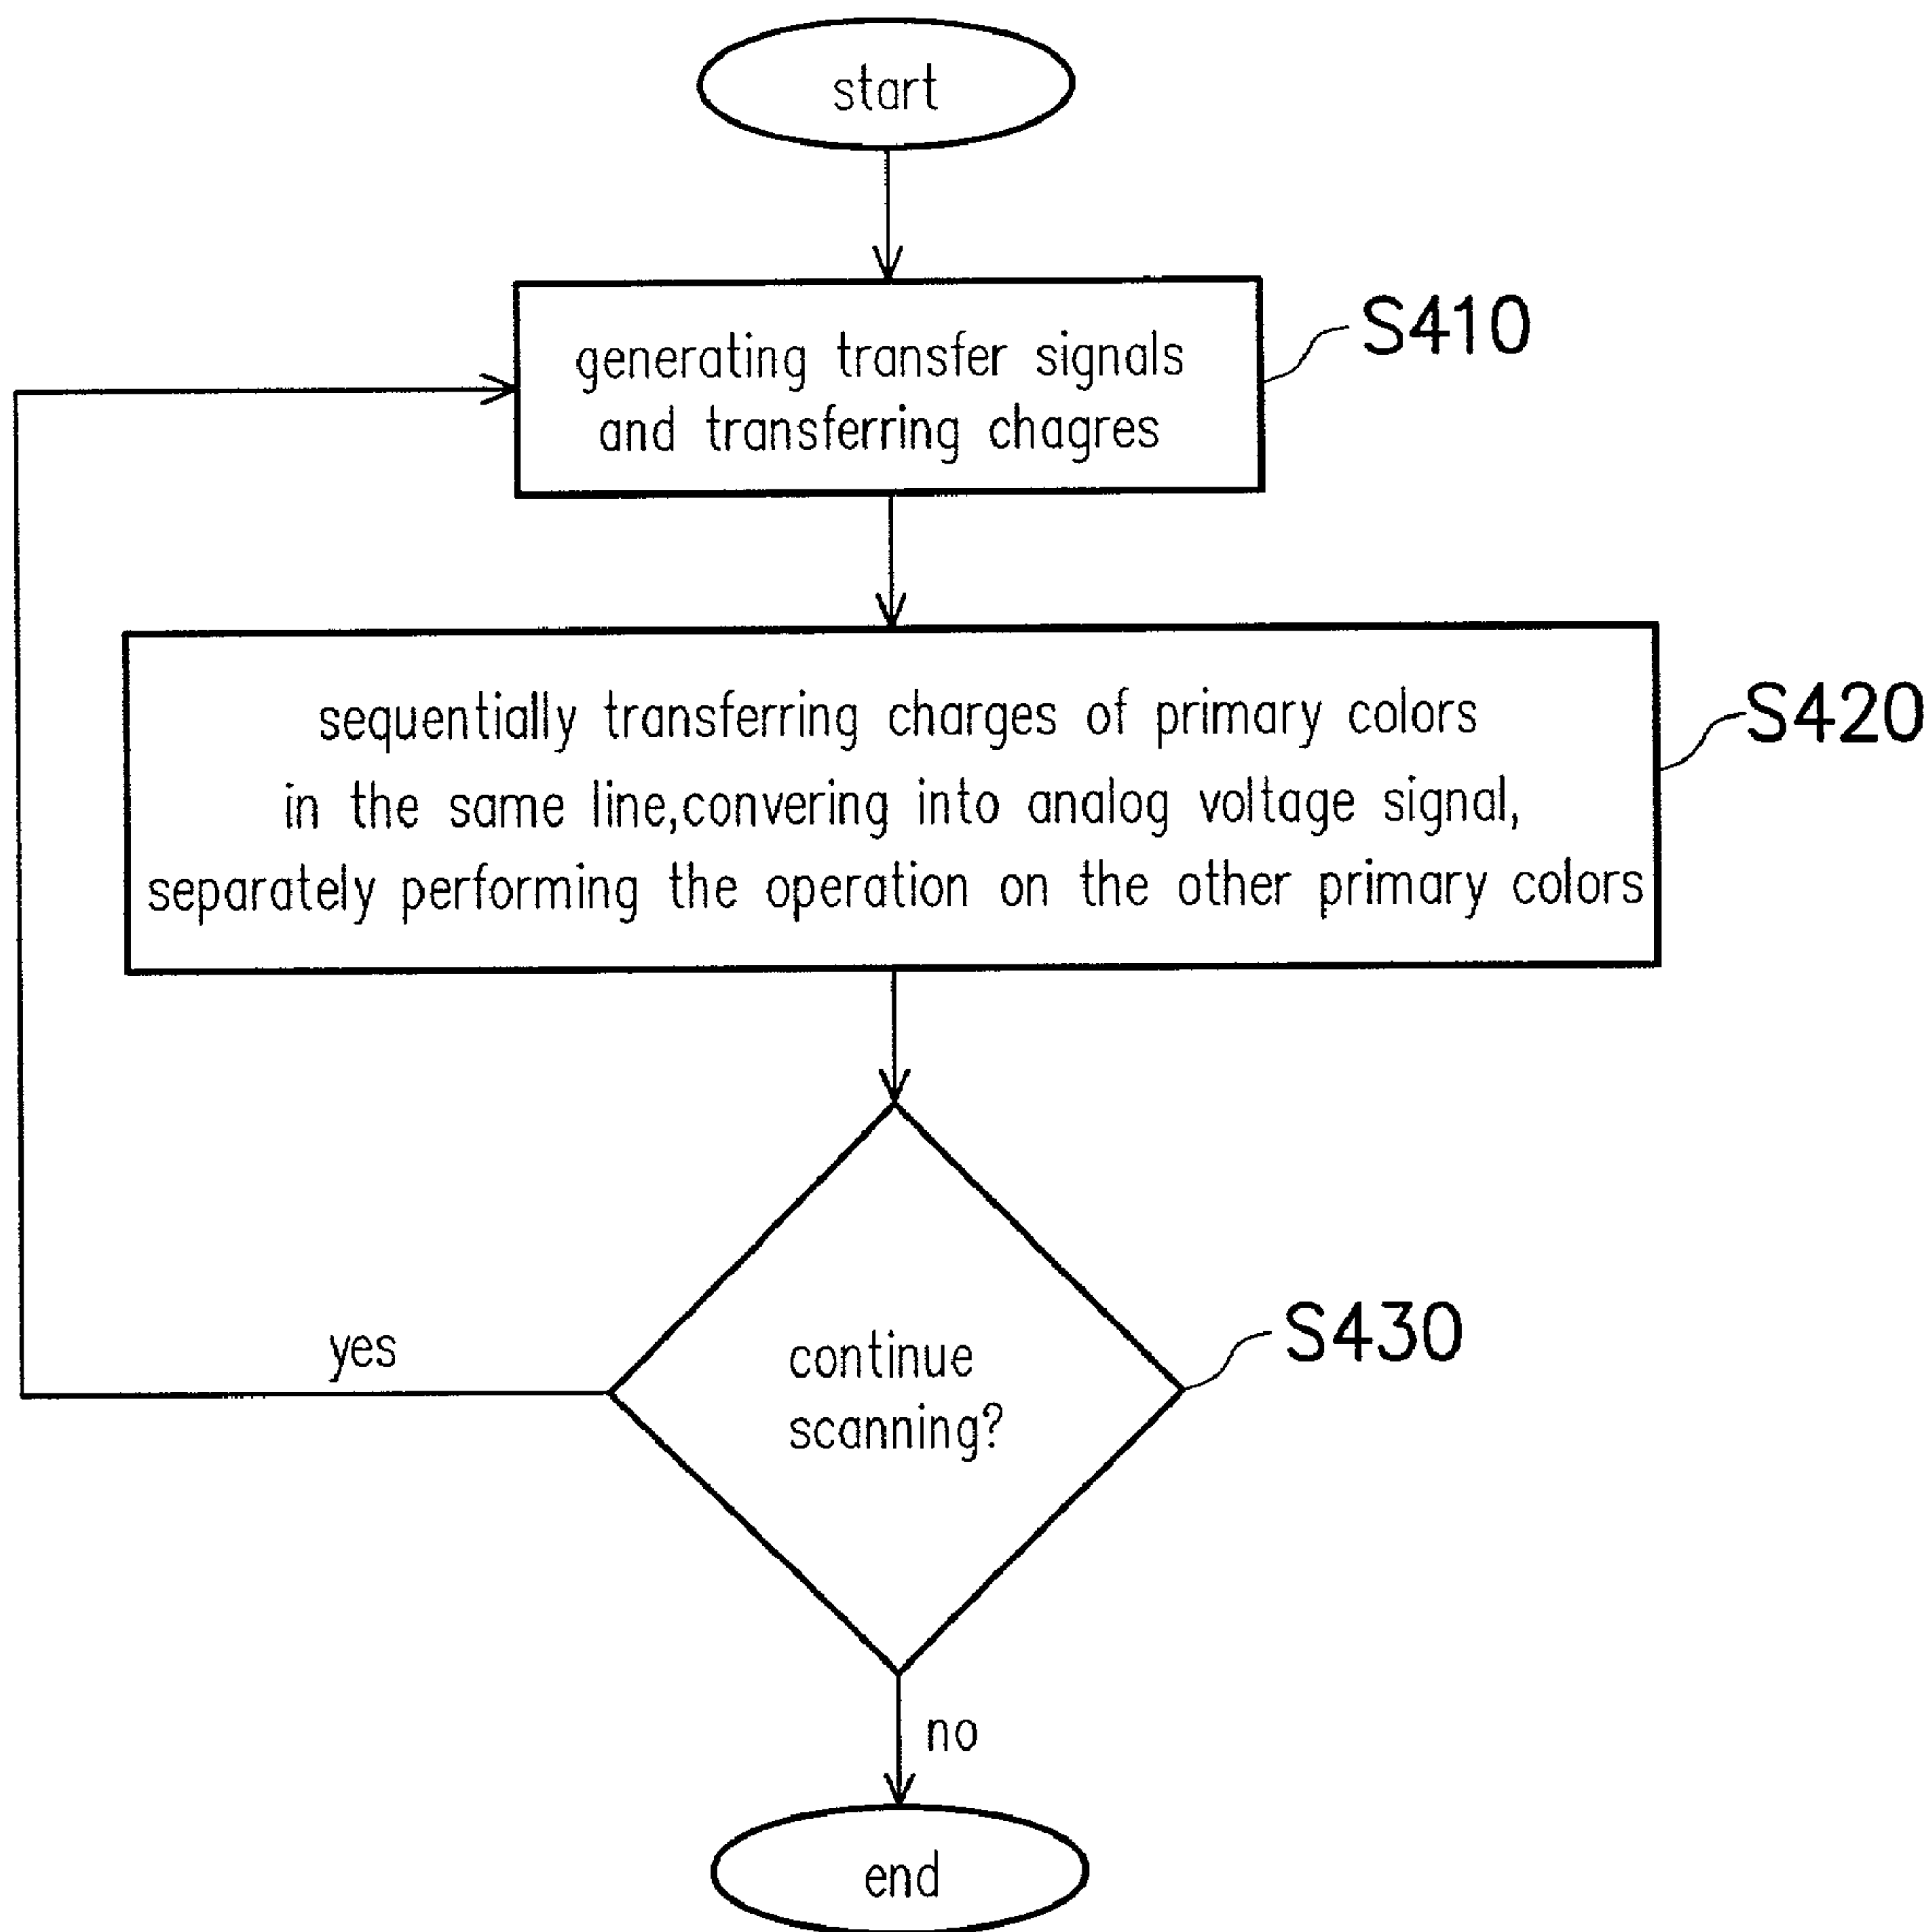 start
generating transfer signals
and transferring chagres
S410
sequentially transferring charges of primary colors
in the same line,convering into analog voltage signal,
separately performing the operation on the other primary colors
S420
continue
scanning?
S430
yes
no
end